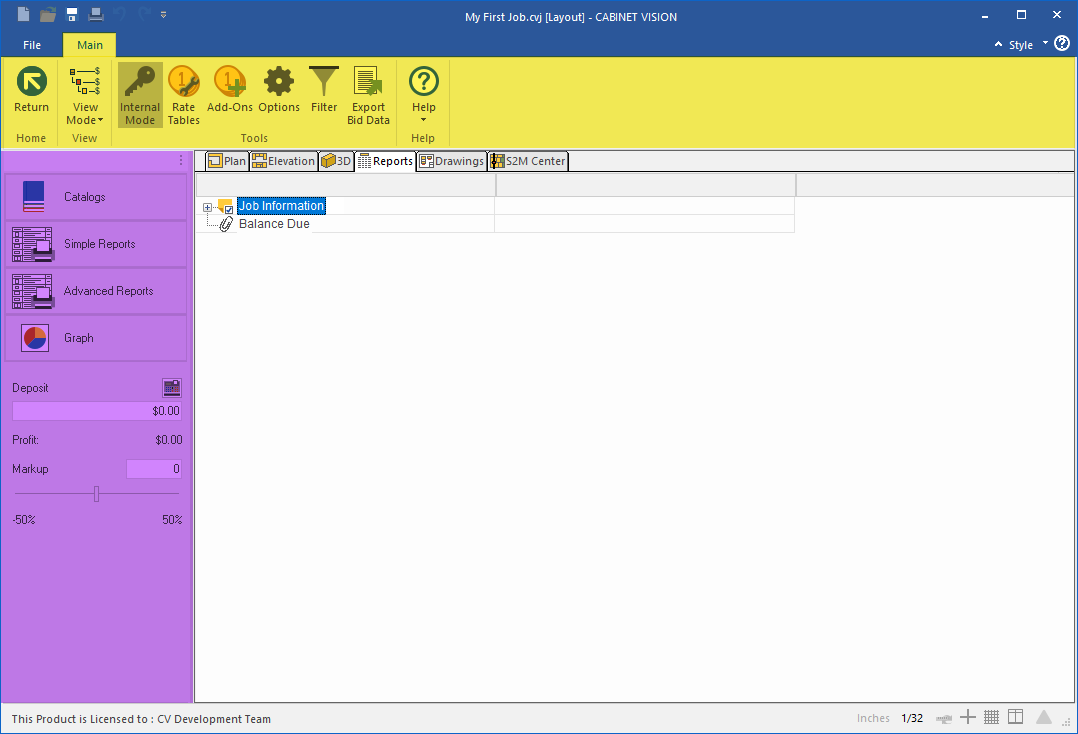 My First Job.cvj [Layout] - CABINET VISION
File Main Style
Return
View Mode
Internal Mode
Rate Tables
Add-Ons
Options
Filter
Export Bid Data
Help
Home View Tools Help
Plan Elevation 3D Reports Drawings S2M Center
Catalogs
Simple Reports
Advanced Reports
Graph
Deposit
$0.00
Profit: $0.00
Markup 0
-50% 50%
Job Information
Balance Due
This Product is Licensed to : CV Development Team
Inches 1/32